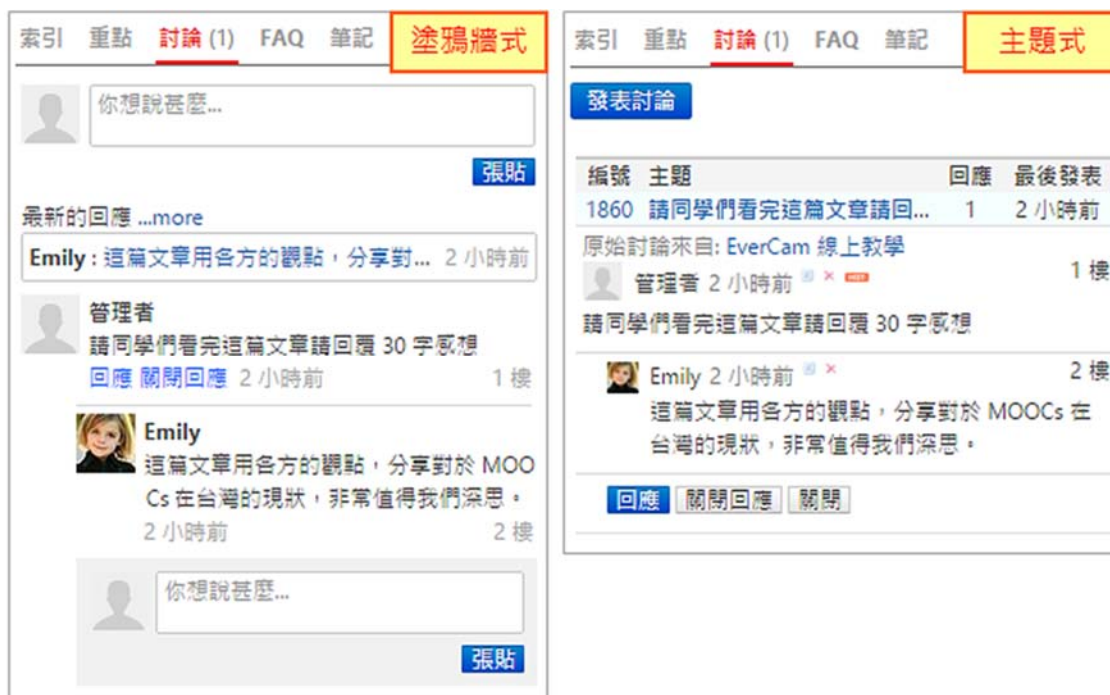 索引 重點 討論 (1) FAQ 筆記 塗鴉牆式
你想說甚麼...
張貼
最新的回應 ...more
Emily : 這篇文章用各方的觀點，分享對... 2 小時前
管理者
請同學們看完這篇文章請回覆 30 字感想
回應 關閉回應 2 小時前 1 樓
Emily
這篇文章用各方的觀點，分享對於 MOO
Cs 在台灣的現狀，非常值得我們深思。
2 小時前 2 樓
你想說甚麼...
張貼
索引 重點 討論 (1) FAQ 筆記 主題式
發表討論
編號 主題 回應 最後發表
1860 請同學們看完這篇文章請回... 1 2 小時前
原始討論來自: EverCam 線上教學
管理者 2 小時前 HOT 1 樓
請同學們看完這篇文章請回覆 30 字感想
Emily 2 小時前 2 樓
這篇文章用各方的觀點，分享對於 MOOCs 在
台灣的現狀，非常值得我們深思。
回應 關閉回應 關閉